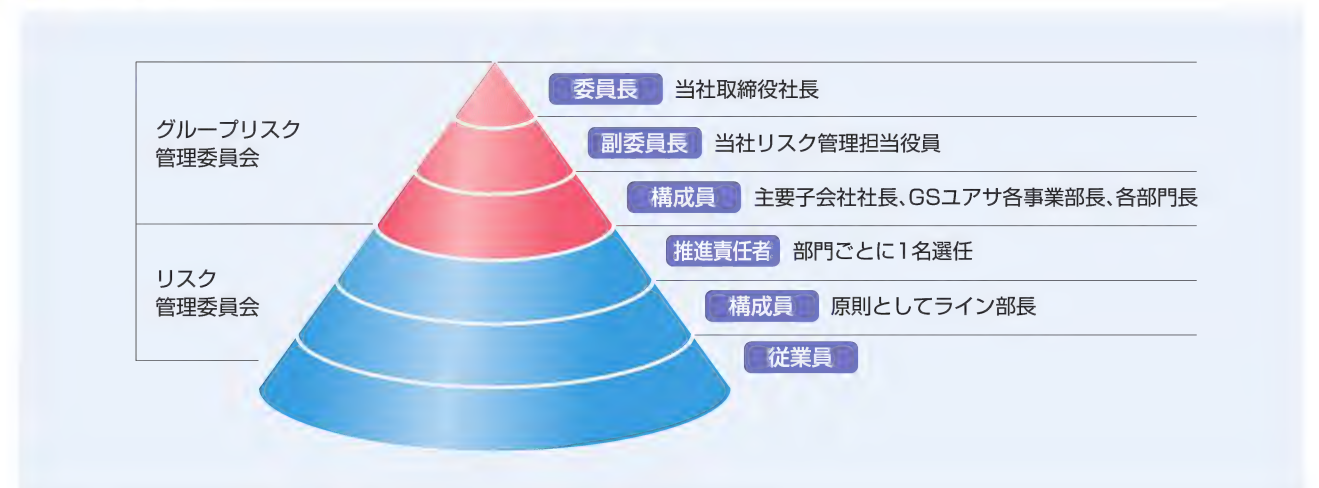 グループリスク
管理委員会
委員長 当社取締役社長
副委員長 当社リスク管理担当役員
構成員 主要子会社社長、GSユアサ各事業部長、各部門長
リスク
管理委員会
推進責任者 部門ごとに1名選任
構成員 原則としてライン部長
従業員